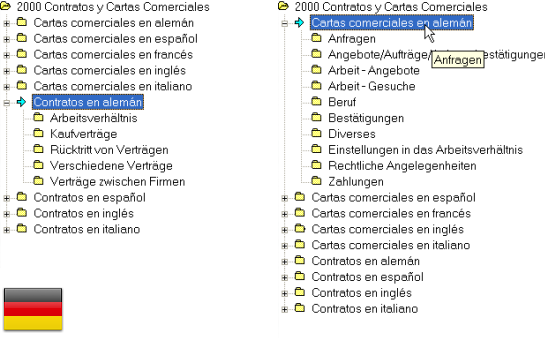 2000 Contratos y Cartas Comerciales
Cartas comerciales en alemán
Cartas comerciales en español
Cartas comerciales en francés
Cartas comerciales en inglés
Cartas comerciales en italiano
Contratos en alemán
Arbeitsverhältnis
Kaufverträge
Rücktritt von Verträgen
Verschiedene Verträge
Verträge zwischen Firmen
Contratos en español
Contratos en inglés
Contratos en italiano
2000 Contratos y Cartas Comerciales
Cartas comerciales en alemán
Anfragen
Angebote/Aufträge/
Anfragen
Arbeit - Angebote
Arbeit - Gesuche
Beruf
Bestätigungen
Diverses
Einstellungen in das Arbeitsverhältnis
Rechtliche Angelegenheiten
Zahlungen
Cartas comerciales en español
Cartas comerciales en francés
Cartas comerciales en inglés
Cartas comerciales en italiano
Contratos en alemán
Contratos en español
Contratos en inglés
Contratos en italiano